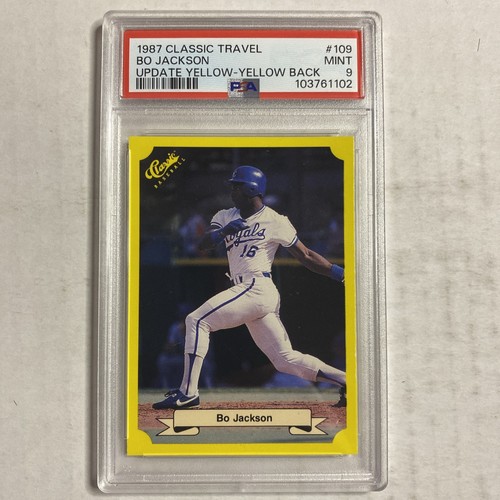 1987 CLASSIC TRAVEL #109
BO JACKSON MINT
UPDATE YELLOW-YELLOW BACK 9
PSA 103761102
Classic
BASEBALL
Royals
16
Bo Jackson